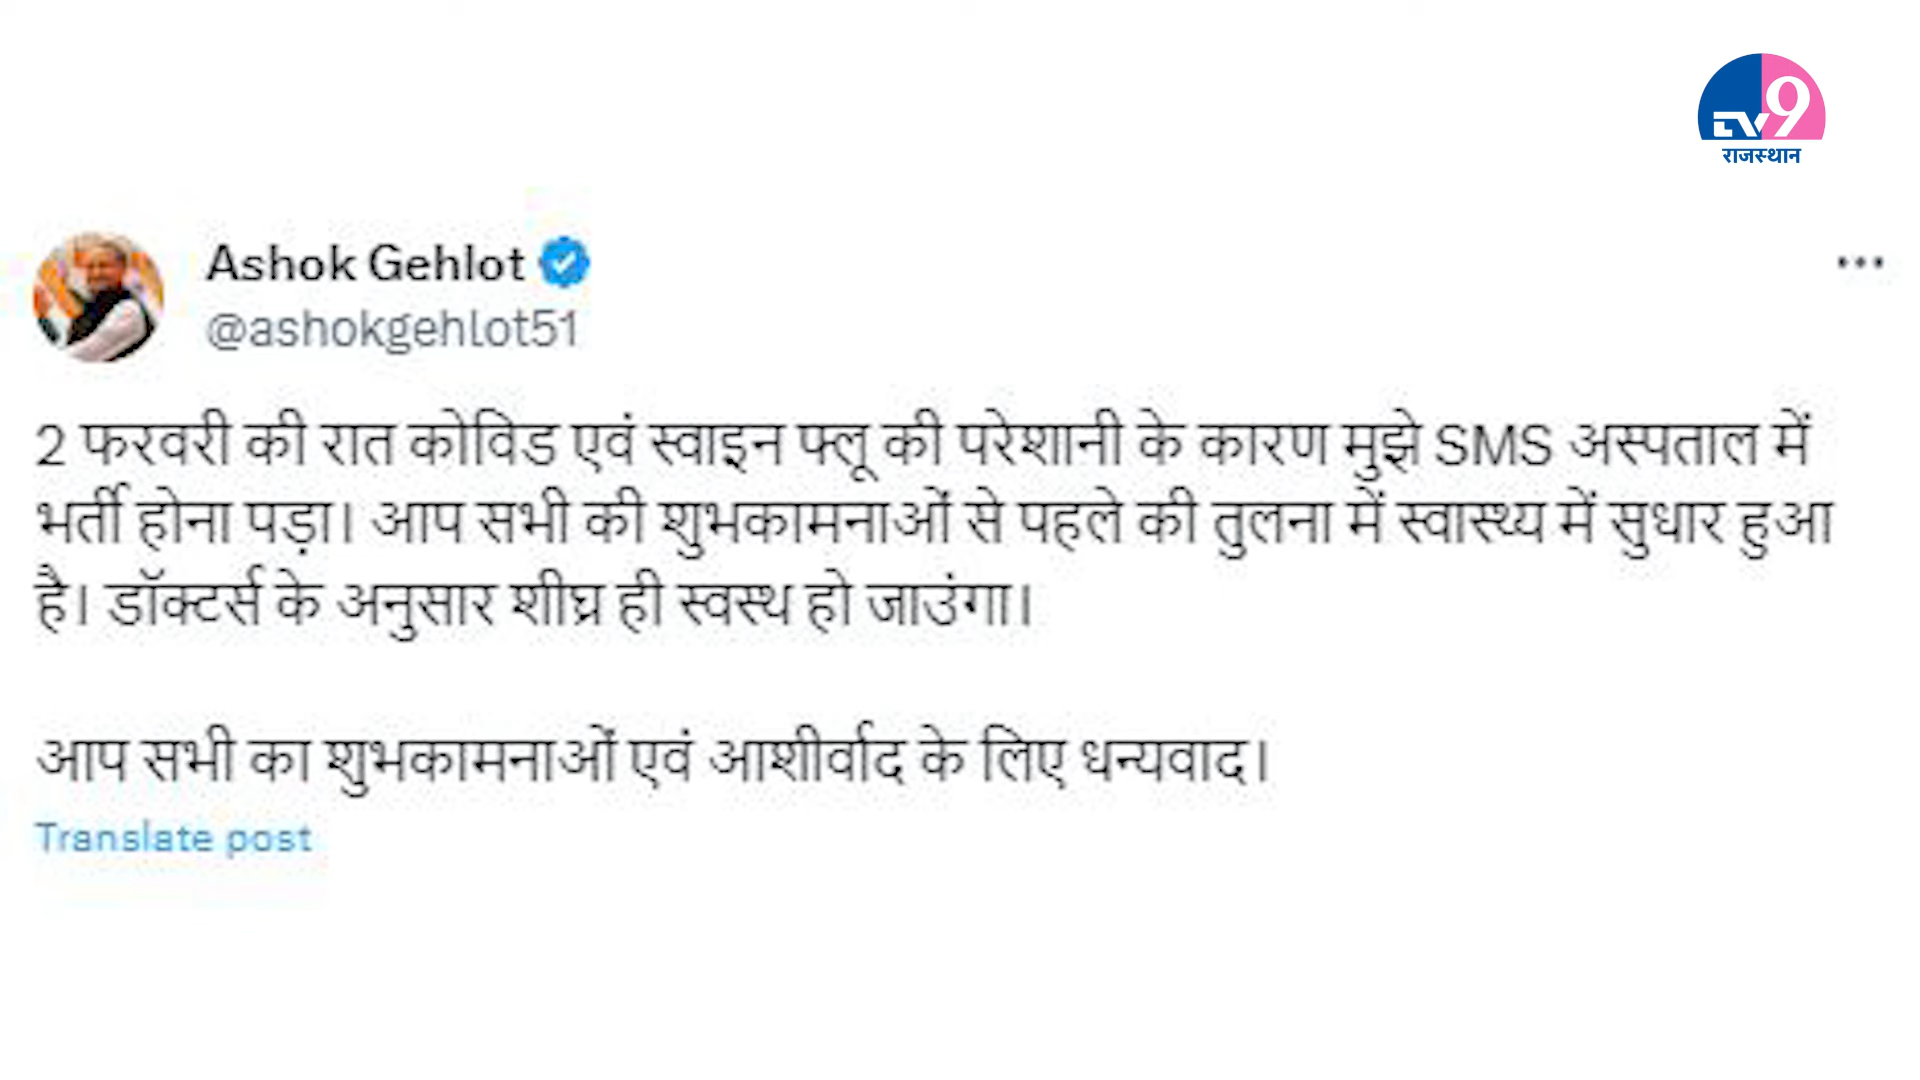 TV9
राजस्थान
Ashok Gehlot
@ashokgehlot51
2 फरवरी की रात कोविड एवं स्वाइन फ्लू की परेशानी के कारण मुझे SMS अस्पताल में
भर्ती होना पड़ा। आप सभी की शुभकामनाओं से पहले की तुलना में स्वास्थ्य में सुधार हुआ
है। डॉक्टर्स के अनुसार शीघ्र ही स्वस्थ हो जाउंगा।
आप सभी का शुभकामनाओं एवं आशीर्वाद के लिए धन्यवाद।
Translate post